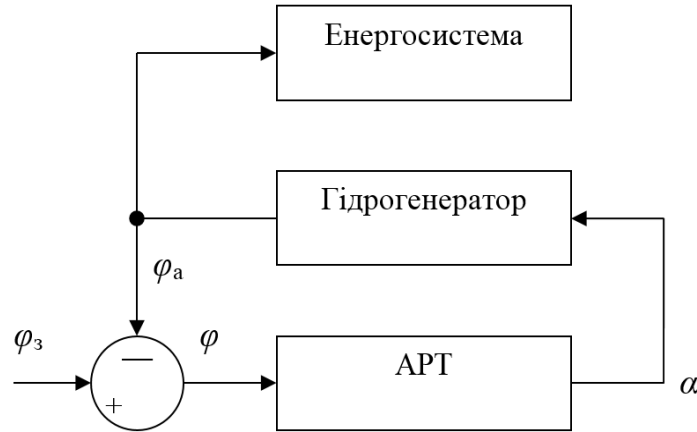 Енергосистема
Гідрогенератор
φа
φз
φ
АРТ
α
—
+